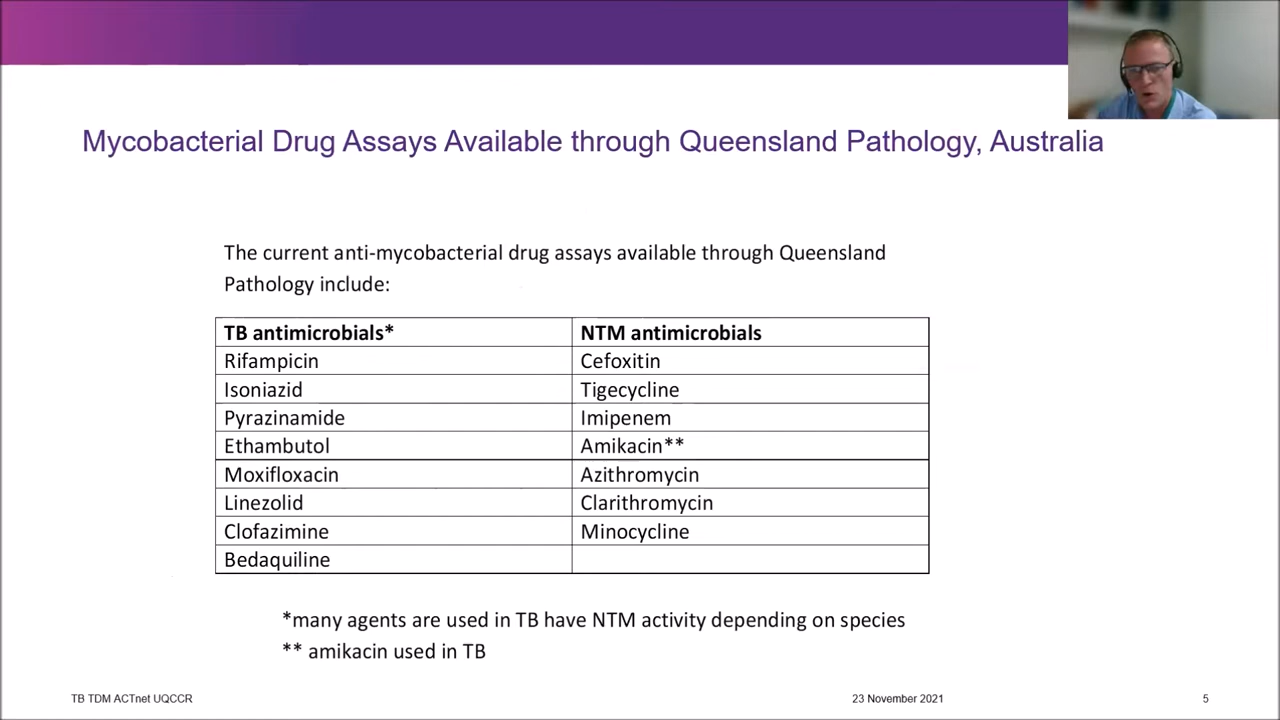 Mycobacterial Drug Assays Available through Queensland Pathology, Australia
The current anti-mycobacterial drug assays available through Queensland
Pathology include:
TB antimicrobials* NTM antimicrobials
Rifampicin Cefoxitin
Isoniazid Tigecycline
Pyrazinamide Imipenem
Ethambutol Amikacin**
Moxifloxacin Azithromycin
Linezolid Clarithromycin
Clofazimine Minocycline
Bedaquiline
*many agents are used in TB have NTM activity depending on species
** amikacin used in TB
TB TDM ACTnet UQCCR 23 November 2021 5